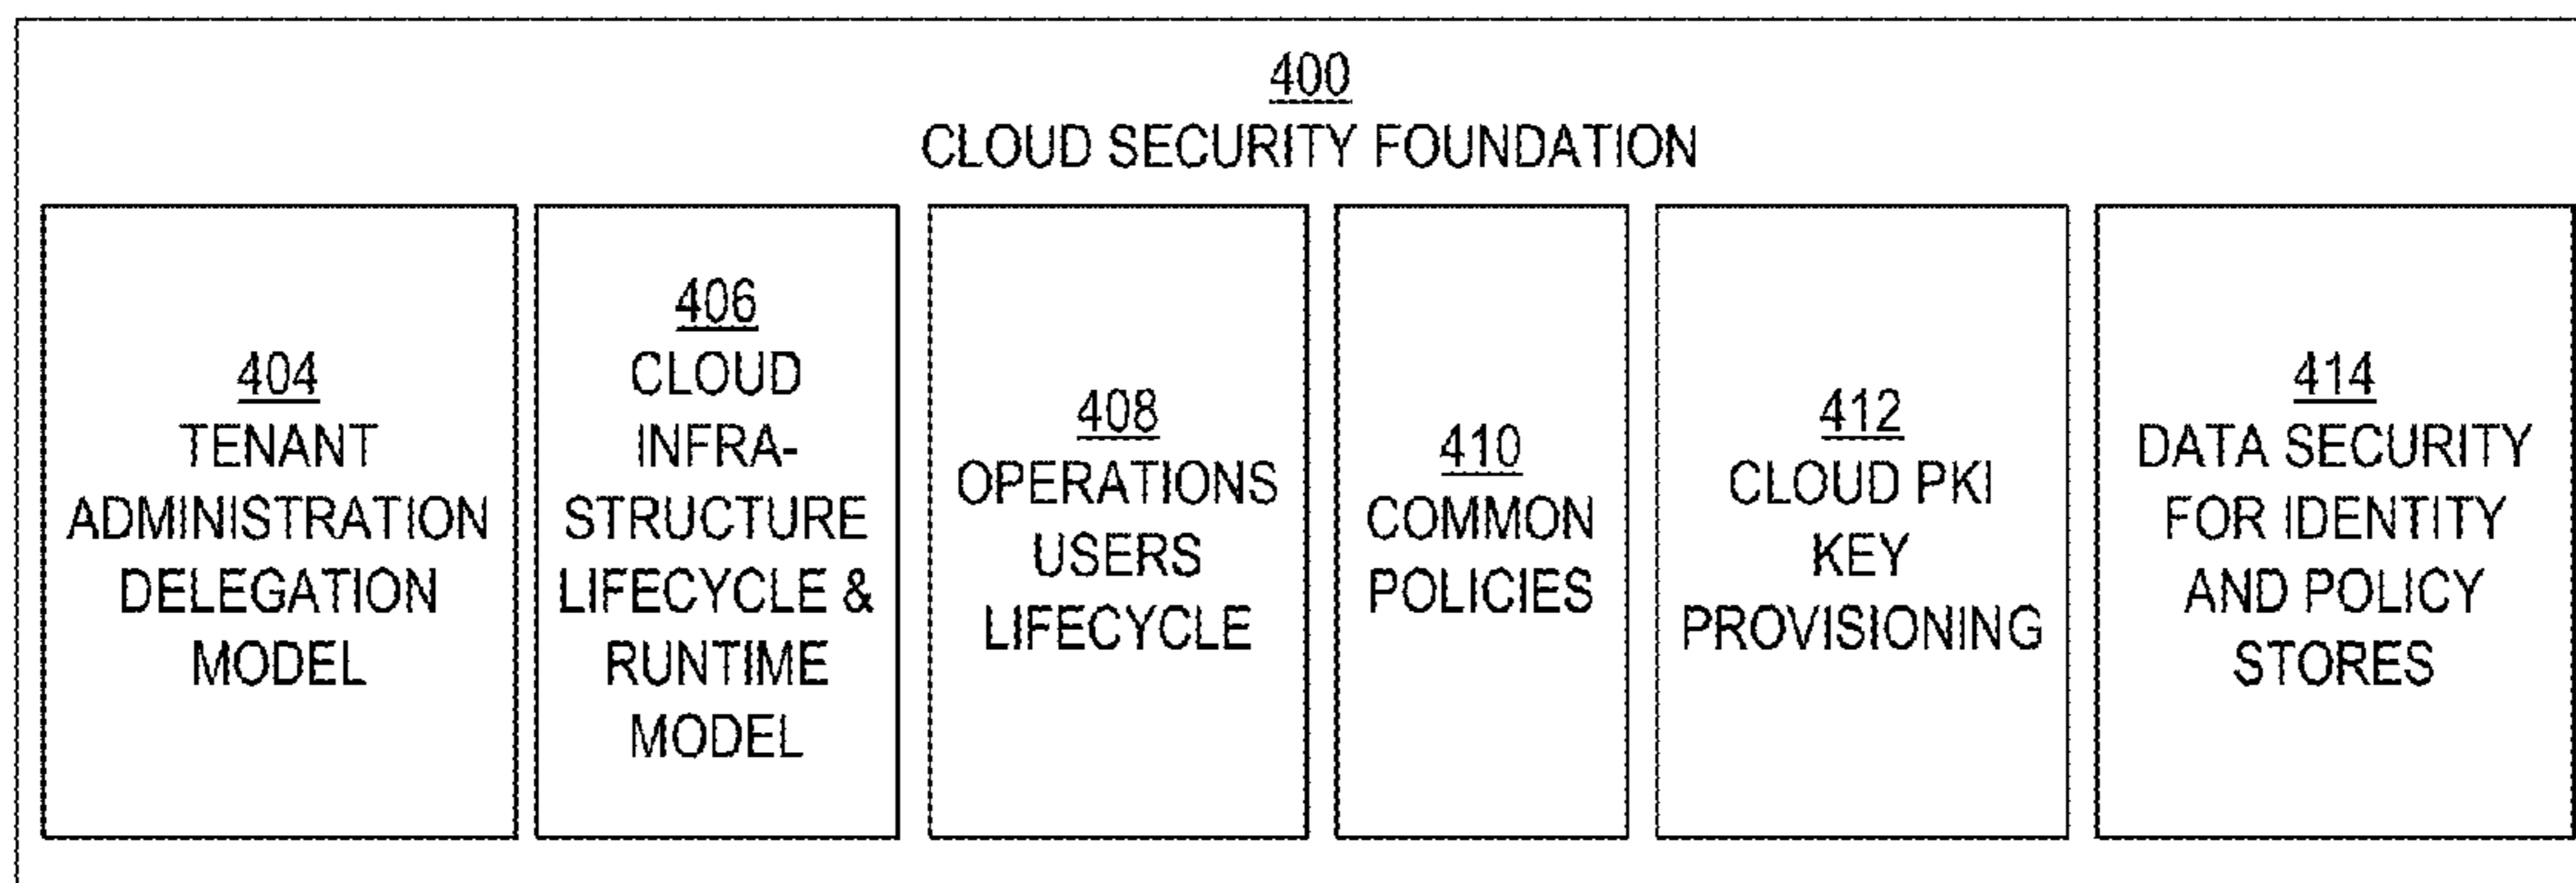 400
CLOUD SECURITY FOUNDATION
404
TENANT
ADMINISTRATION
DELEGATION
MODEL
406
CLOUD
INFRA-
STRUCTURE
LIFECYCLE &
RUNTIME
MODEL
408
OPERATIONS
USERS
LIFECYCLE
410
COMMON
POLICIES
412
CLOUD PKI
KEY
PROVISIONING
414
DATA SECURITY
FOR IDENTITY
AND POLICY
STORES